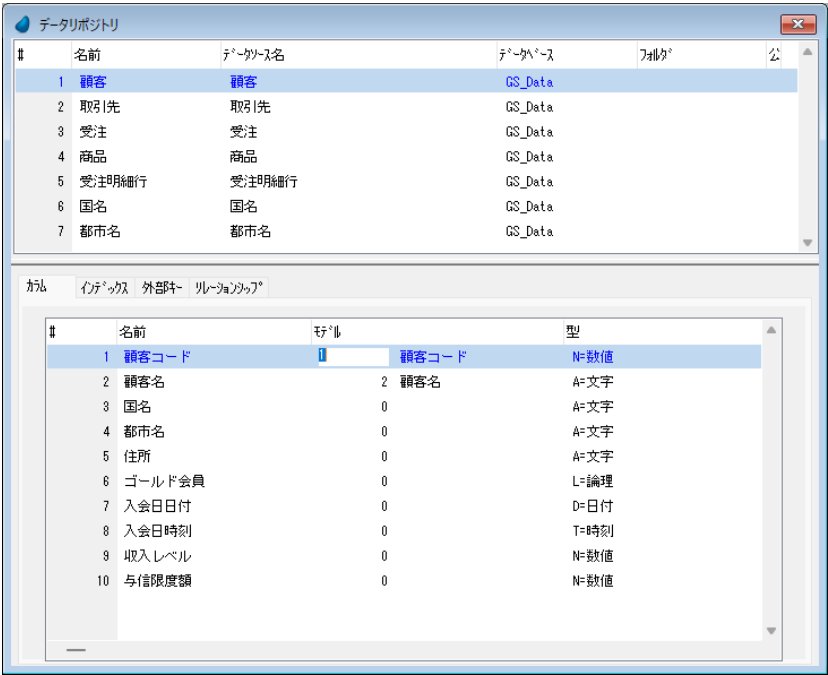 データリポジトリ
# 名前 ﾃﾞｰﾀｿｰｽ名 ﾃﾞｰﾀﾍﾞｰｽ ﾌｫﾙﾀﾞ 公
1 顧客 顧客 GS_Data
2 取引先 取引先 GS_Data
3 受注 受注 GS_Data
4 商品 商品 GS_Data
5 受注明細行 受注明細行 GS_Data
6 国名 国名 GS_Data
7 都市名 都市名 GS_Data
ｶﾗﾑ ｲﾝﾃﾞｯｸｽ 外部ｷｰ ﾘﾚｰｼｮﾝｼｯﾌﾟ
# 名前 ﾓﾃﾞﾙ 型
1 顧客コード 1 顧客コード N=数値
2 顧客名 2 顧客名 A=文字
3 国名 0 A=文字
4 都市名 0 A=文字
5 住所 0 A=文字
6 ゴールド会員 0 L=論理
7 入会日日付 0 D=日付
8 入会日時刻 0 T=時刻
9 収入レベル 0 N=数値
10 与信限度額 0 N=数値